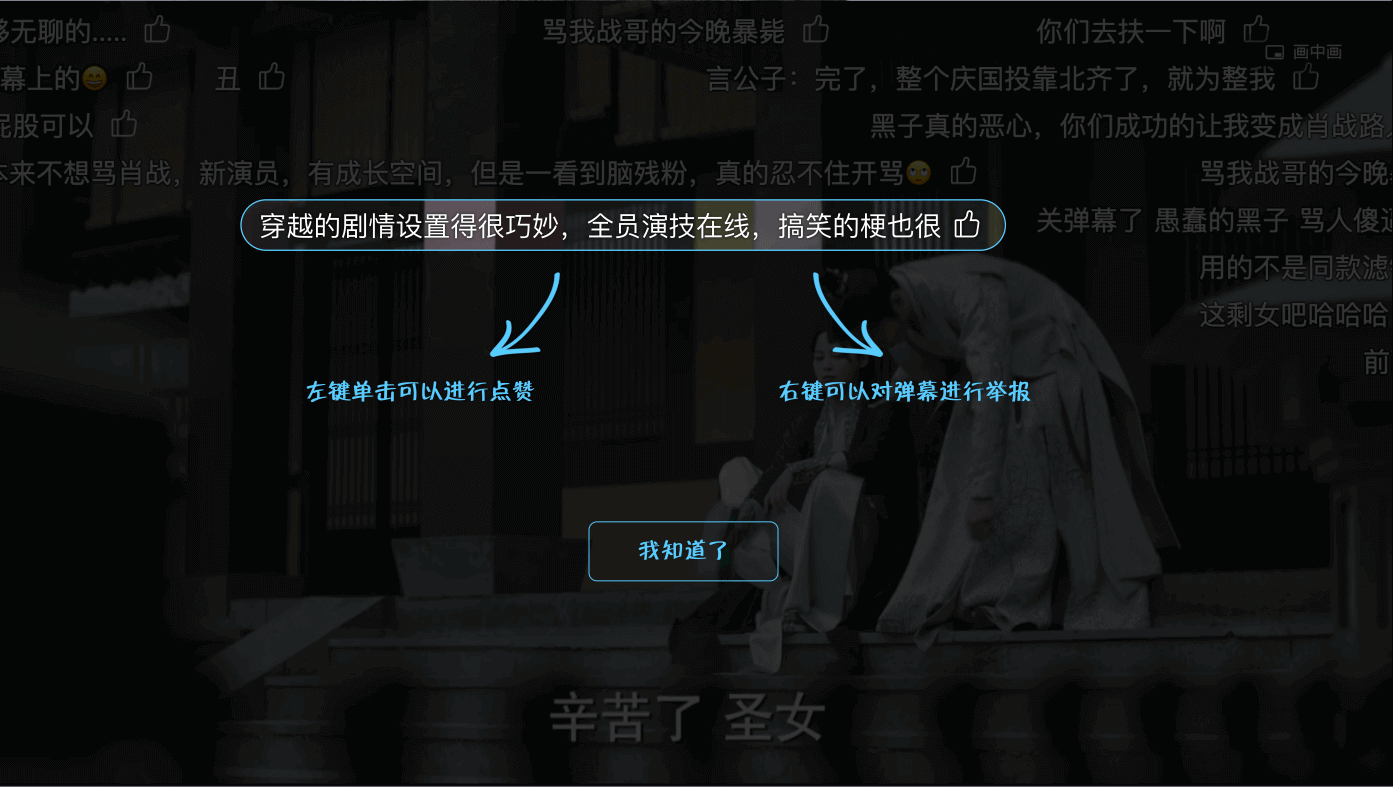 够无聊的.....
骂我战哥的今晚暴毙
你们去扶一下啊
画中画
幕上的😊
丑
言公子：完了，整个庆国投靠北齐了，就为整我
屁股可以
黑子真的恶心，你们成功的让我变成肖战路
本来不想骂肖战，新演员，有成长空间，但是一看到脑残粉，真的忍不住开骂🙄
骂我战哥的今晚
穿越的剧情设置得很巧妙，全员演技在线，搞笑的梗也很
关弹幕了 愚蠢的黑子 骂人傻
用的不是同款滤
这剩女吧哈哈哈
前
左键单击可以进行点赞
右键可以对弹幕进行举报
我知道了
辛苦了 圣女